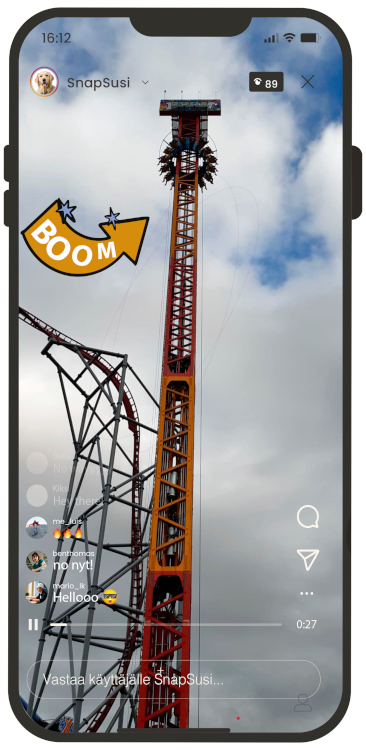 16:12
SnapSusi
89
BOOM
No
Kiki
Hey there
me_luis
benthomas
no nyt!
mario_lk
Hellooo
0:27
Vastaa käyttäjälle SnapSusi...